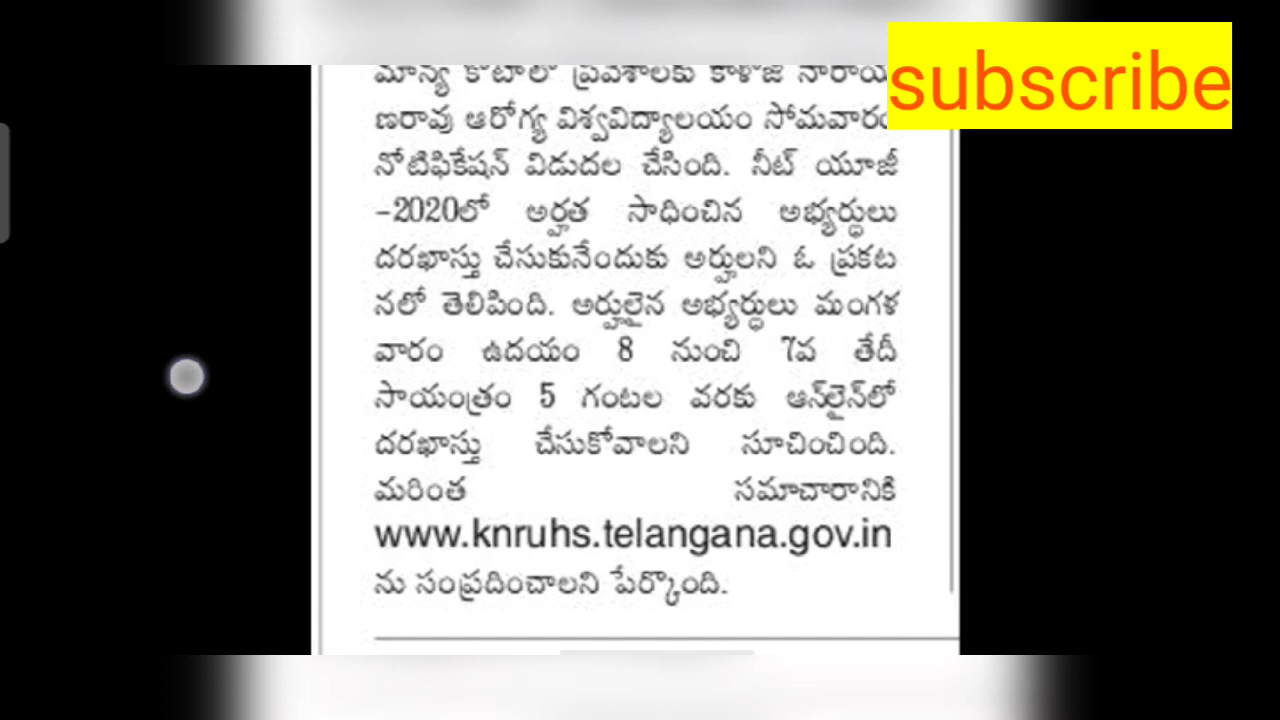 subscribe
మాన్య కోటాలో ప్రవేశాలకు కాళోజీ నారాయ
ణరావు ఆరోగ్య విశ్వవిద్యాలయం సోమవారం
నోటిఫికేషన్ విడుదల చేసింది. నీట్ యూజీ
-2020లో అర్హత సాధించిన అభ్యర్థులు
దరఖాస్తు చేసుకునేందుకు అర్హులని ఓ ప్రకట
నలో తెలిపింది. అర్హులైన అభ్యర్థులు మంగళ
వారం ఉదయం 8 నుంచి 7వ తేదీ
సాయంత్రం 5 గంటల వరకు ఆన్‌లైన్‌లో
దరఖాస్తు చేసుకోవాలని సూచించింది.
మరింత సమాచారానికి
www.knruhs.telangana.gov.in
ను సంప్రదించాలని పేర్కొంది.